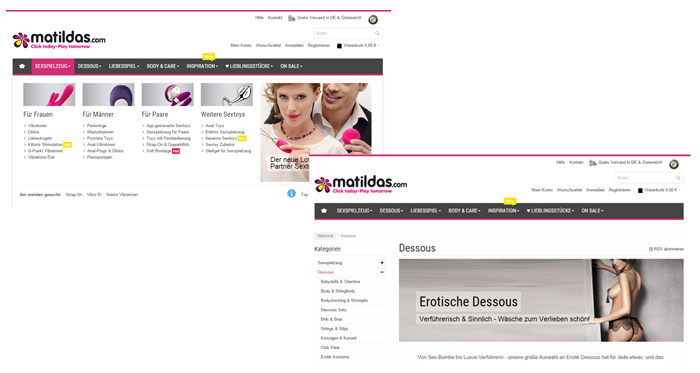 Hilfe Kontakt Gratis Versand in DE & Österreich!
matildas.com
Click today-Play tomorrow
Suche...
Mein Konto Wunschzettel Anmelden Registrieren Warenkorb 0,00 €
SEXSPIELZEUG DESSOUS LIEBESSPIEL BODY & CARE INSPIRATION ♥ LIEBLINGSSTÜCKE ON SALE
Für Frauen Für Männer Für Paare Weitere Sextoys
Vibratoren Penisringe App-gesteuerte Sextoys Anal Toys
Dildos Masturbatoren Sexspielzeug für Paare Elektro Sexspielzeug
Liebeskugeln Prostata Toys Toys mit Fernbedienung Neueste Sextoys
Klitoris Stimulation Anal Vibratoren Strap-On & Doppeldildo Sextoy Zubehör
G-Punkt Vibratoren Anal-Plugs & Dildos Soft Bondage Gleitgel für Sexspielzeug
Vibrations-Eier Penispumpen
Der neue Lo
Partner Sexto
Am meisten gesucht: Strap-On Vibro Ei Starke Vibratoren Top
Hilfe Kontakt Gratis Versand in DE & Österreich!
matildas.com
Click today-Play tomorrow
Suche...
Mein Konto Wunschzettel Anmelden Registrieren Warenkorb 0,00 €
SEXSPIELZEUG DESSOUS LIEBESSPIEL BODY & CARE INSPIRATION ♥ LIEBLINGSSTÜCKE ON SALE
Startseite Dessous
Kategorien
Sexspielzeug +
Dessous −
Babydolls & Chemise
Body & Stringbody
Bodystocking & Strümpfe
Dessous Sets
BHs & Bras
Strings & Slips
Korsagen & Korsett
Club Wear
Erotik Kostüme
Dessous
RSS abonnieren
Erotische Dessous
Verführerisch & Sinnlich - Wäsche zum Verlieben schön!
Von Sex-Bombe bis Luxus-Verführerin - unsere große Auswahl an Erotik Dessous hat für Jede etwas, und das